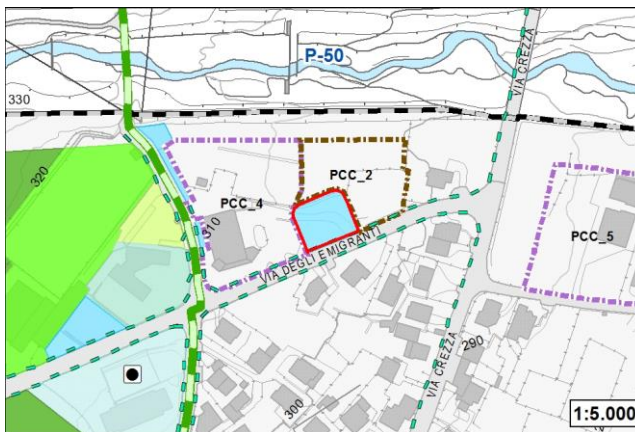 P-50
VIA CREZZA
330
320
PCC_2
PCC_4
310
PCC_5
VIA DEGLI EMIGRANTI
VIA CREZZA
290
300
1:5.000